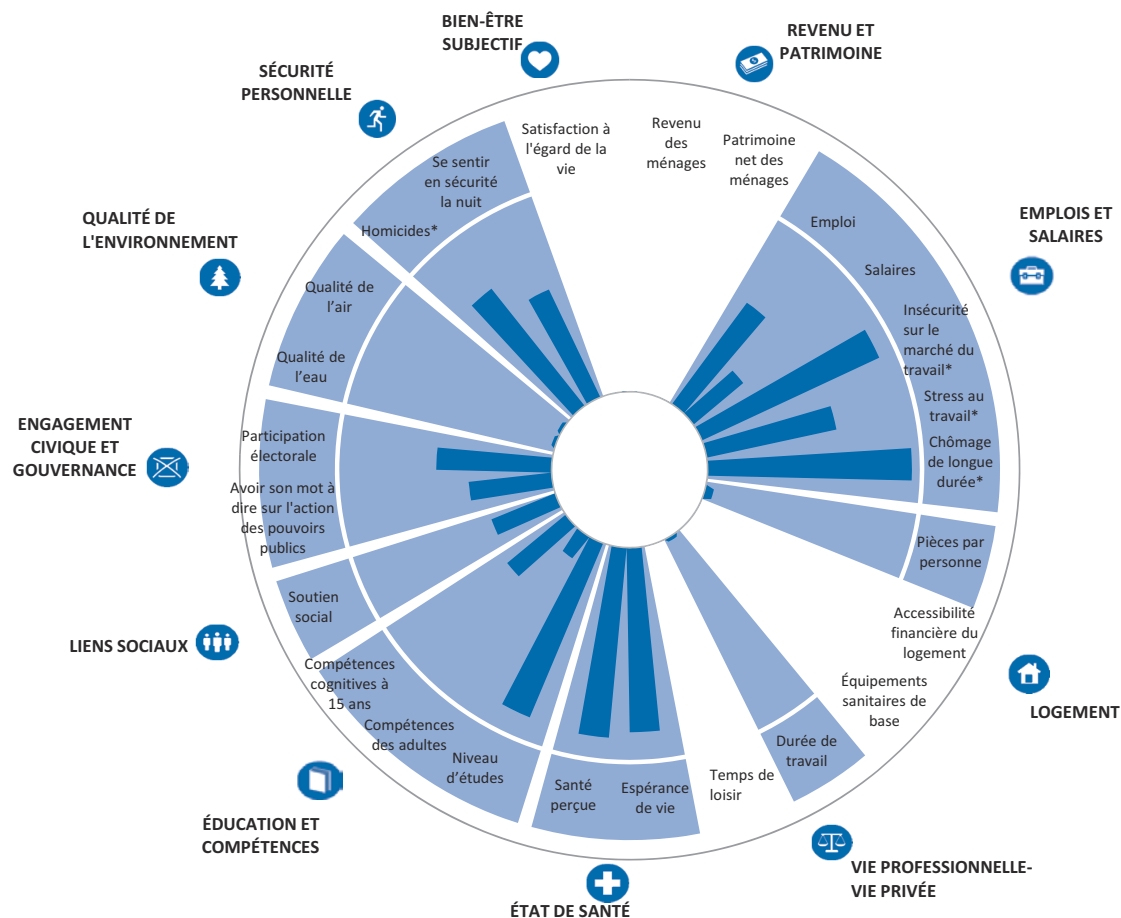 BIEN-ÊTRE
SUBJECTIF
REVENU ET
PATRIMOINE
SÉCURITÉ
PERSONNELLE
Satisfaction à
l'égard de la
vie
Revenu
des
ménages
Patrimoine
net des
ménages
Se sentir
en sécurité
la nuit
Homicides*
QUALITÉ DE
L'ENVIRONNEMENT
EMPLOIS ET
SALAIRES
Emploi
Salaires
Insécurité
sur le
marché du
travail*
Stress au
travail*
Chômage
de longue
durée*
Qualité de
l’air
Qualité de
l’eau
ENGAGEMENT
CIVIQUE ET
GOUVERNANCE
Participation
électorale
Avoir son mot à
dire sur l'action
des pouvoirs
publics
Pièces par
personne
Accessibilité
financière du
logement
Équipements
sanitaires de
base
LOGEMENT
LIENS SOCIAUX
Soutien
social
Compétences
cognitives à
15 ans
Compétences
des adultes
Niveau
d’études
Santé
perçue
Espérance
de vie
Temps de
loisir
Durée de
travail
ÉDUCATION ET
COMPÉTENCES
ÉTAT DE SANTÉ
VIE PROFESSIONNELLE-
VIE PRIVÉE